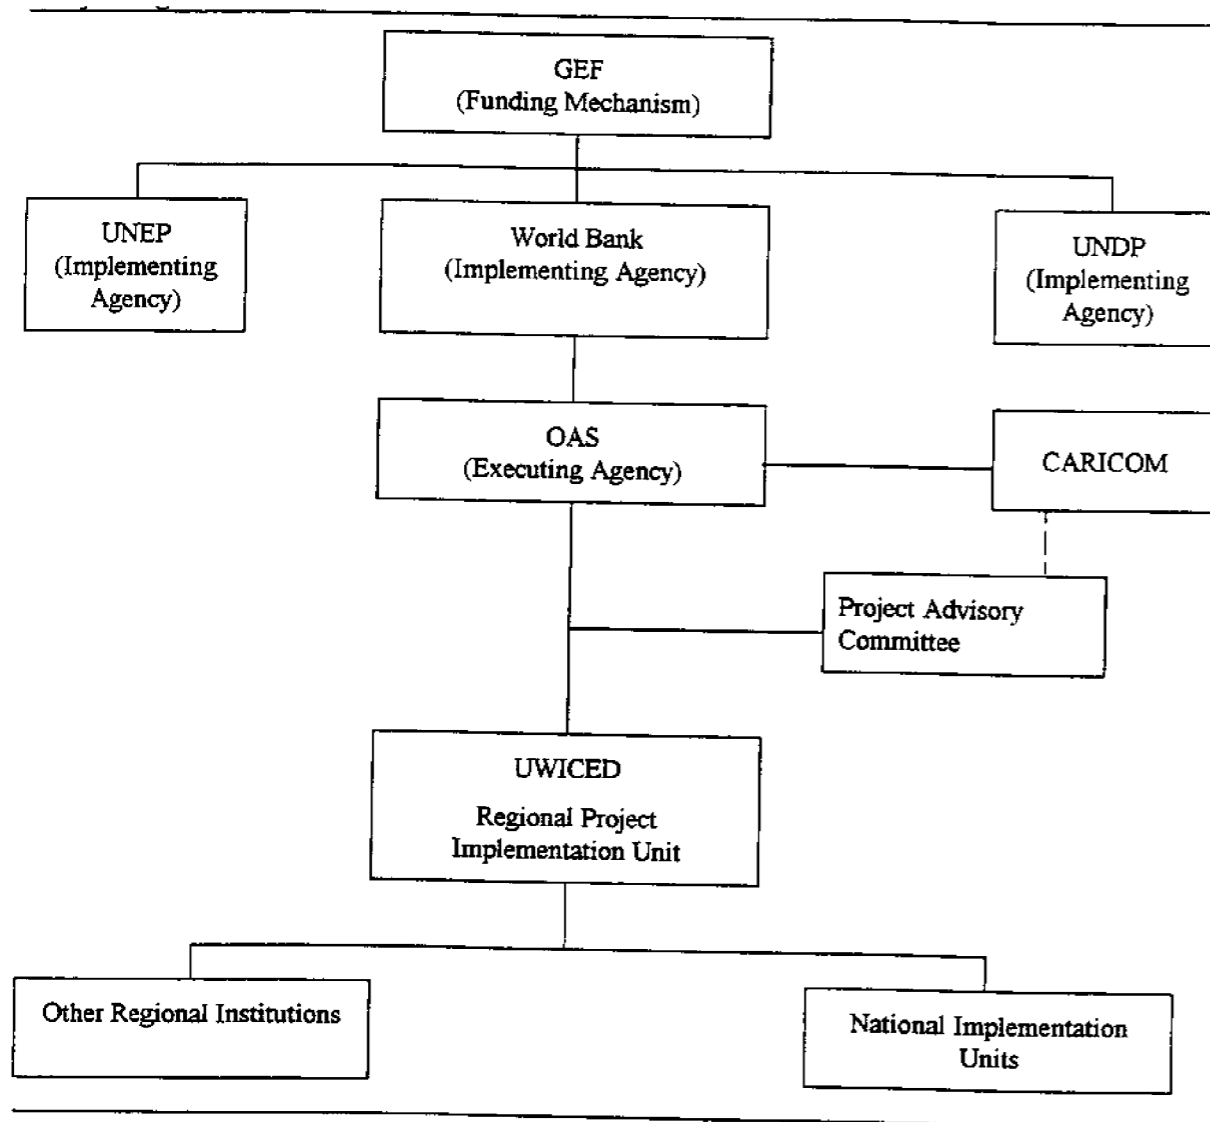 GEF
(Funding Mechanism)
UNEP
(Implementing
Agency)
World Bank
(Implementing Agency)
UNDP
(Implementing
Agency)
OAS
(Executing Agency)
CARICOM
Project Advisory
Committee
UWICED
Regional Project
Implementation Unit
Other Regional Institutions
National Implementation
Units